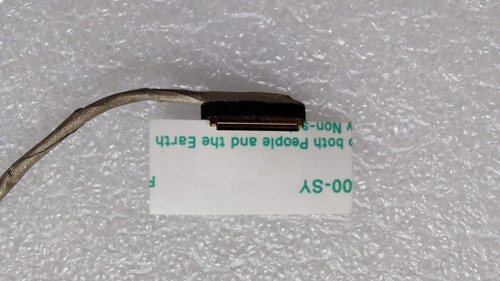 00-SY
both People and the Earth
y Non-s